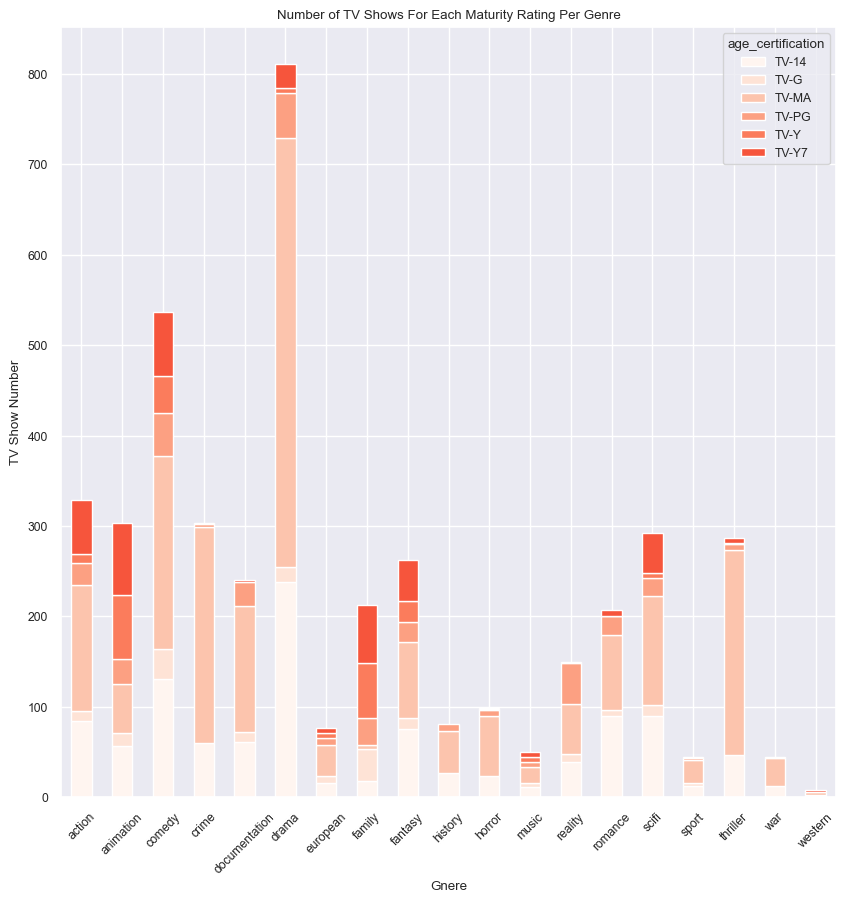 Number of TV Shows For Each Maturity Rating Per Genre
age_certification
TV-14
TV-G
TV-MA
TV-PG
TV-Y
TV-Y7
TV Show Number
800
700
600
500
400
300
200
100
0
action
animation
comedy
crime
documentation
drama
european
family
fantasy
history
horror
music
reality
romance
scifi
sport
thriller
war
western
Gnere